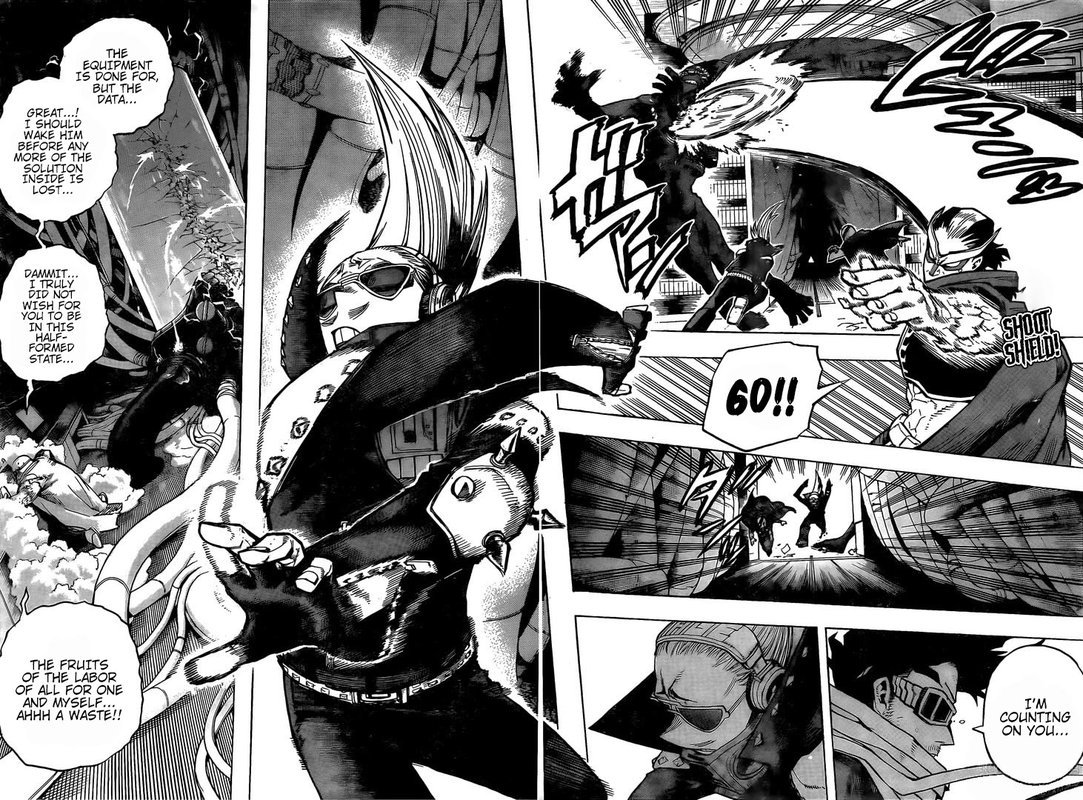 SHOOT
SHIELD!
60!!
I'M
COUNTING
ON YOU...
THE
EQUIPMENT
IS DONE FOR,
BUT THE
DATA...
GREAT...!
I SHOULD
WAKE HIM
BEFORE ANY
MORE OF THE
SOLUTION
INSIDE IS
LOST...
DAMMIT...
I TRULY
DID NOT
WISH FOR
YOU TO BE
IN THIS
HALF-
FORMED
STATE...
THE FRUITS
OF THE LABOR
OF ALL FOR ONE
AND MYSELF...
AHHH A WASTE!!